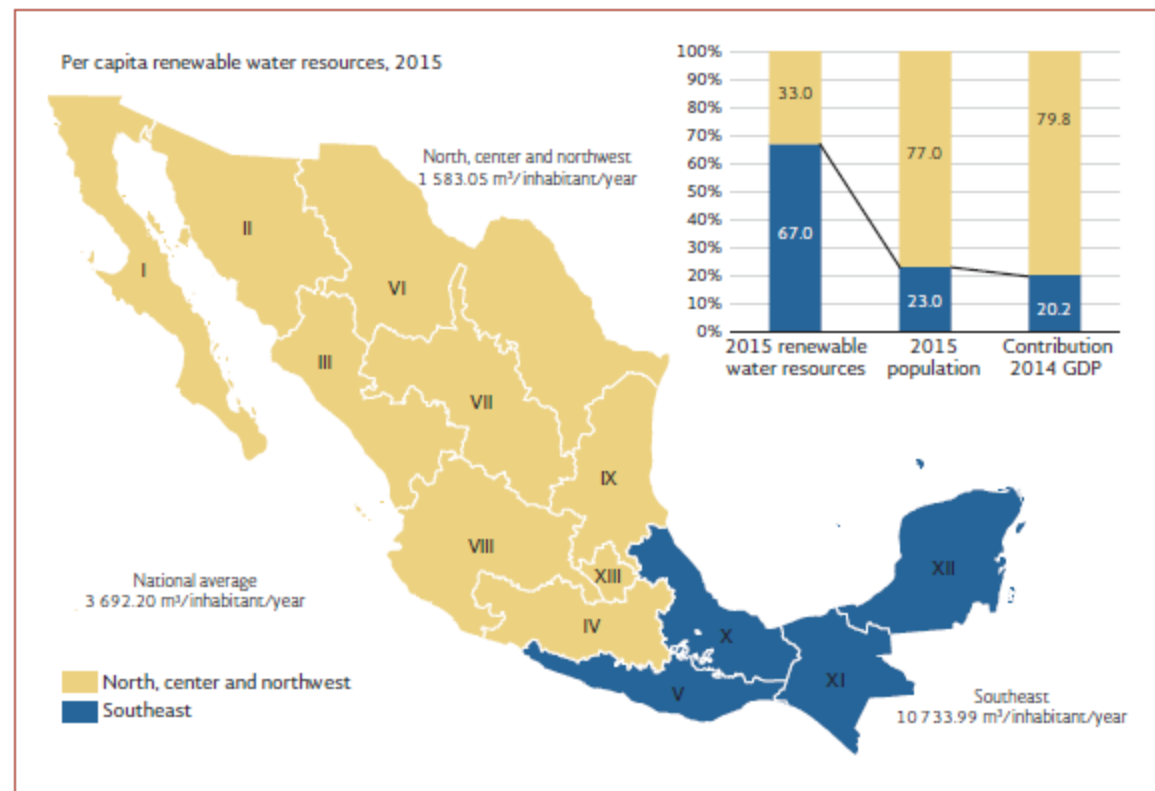 Per capita renewable water resources, 2015
North, center and northwest
1 583.05 m³/inhabitant/year
100%
90%
80%
70%
60%
50%
40%
30%
20%
10%
0%
33.0
67.0
77.0
23.0
79.8
20.2
2015 renewable
water resources
2015
population
Contribution
2014 GDP
I
II
VI
III
VII
IX
VIII
XIII
IV
X
V
XI
XII
National average
3 692.20 m³/inhabitant/year
North, center and northwest
Southeast
Southeast
10 733.99 m³/inhabitant/year